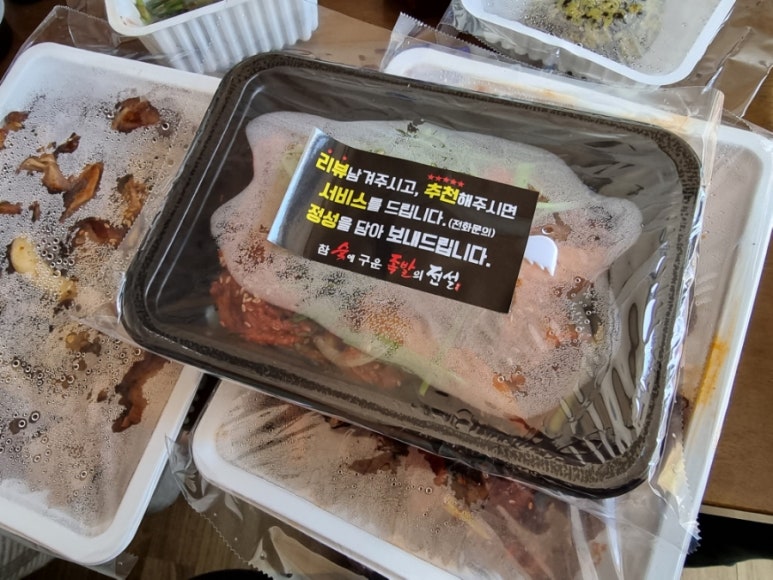 리뷰남겨주시고, 추천해주시면
서비스를 드립니다. (전화문의)
정성을 담아 보내드립니다.
참 숯에 구운 족발의 전설